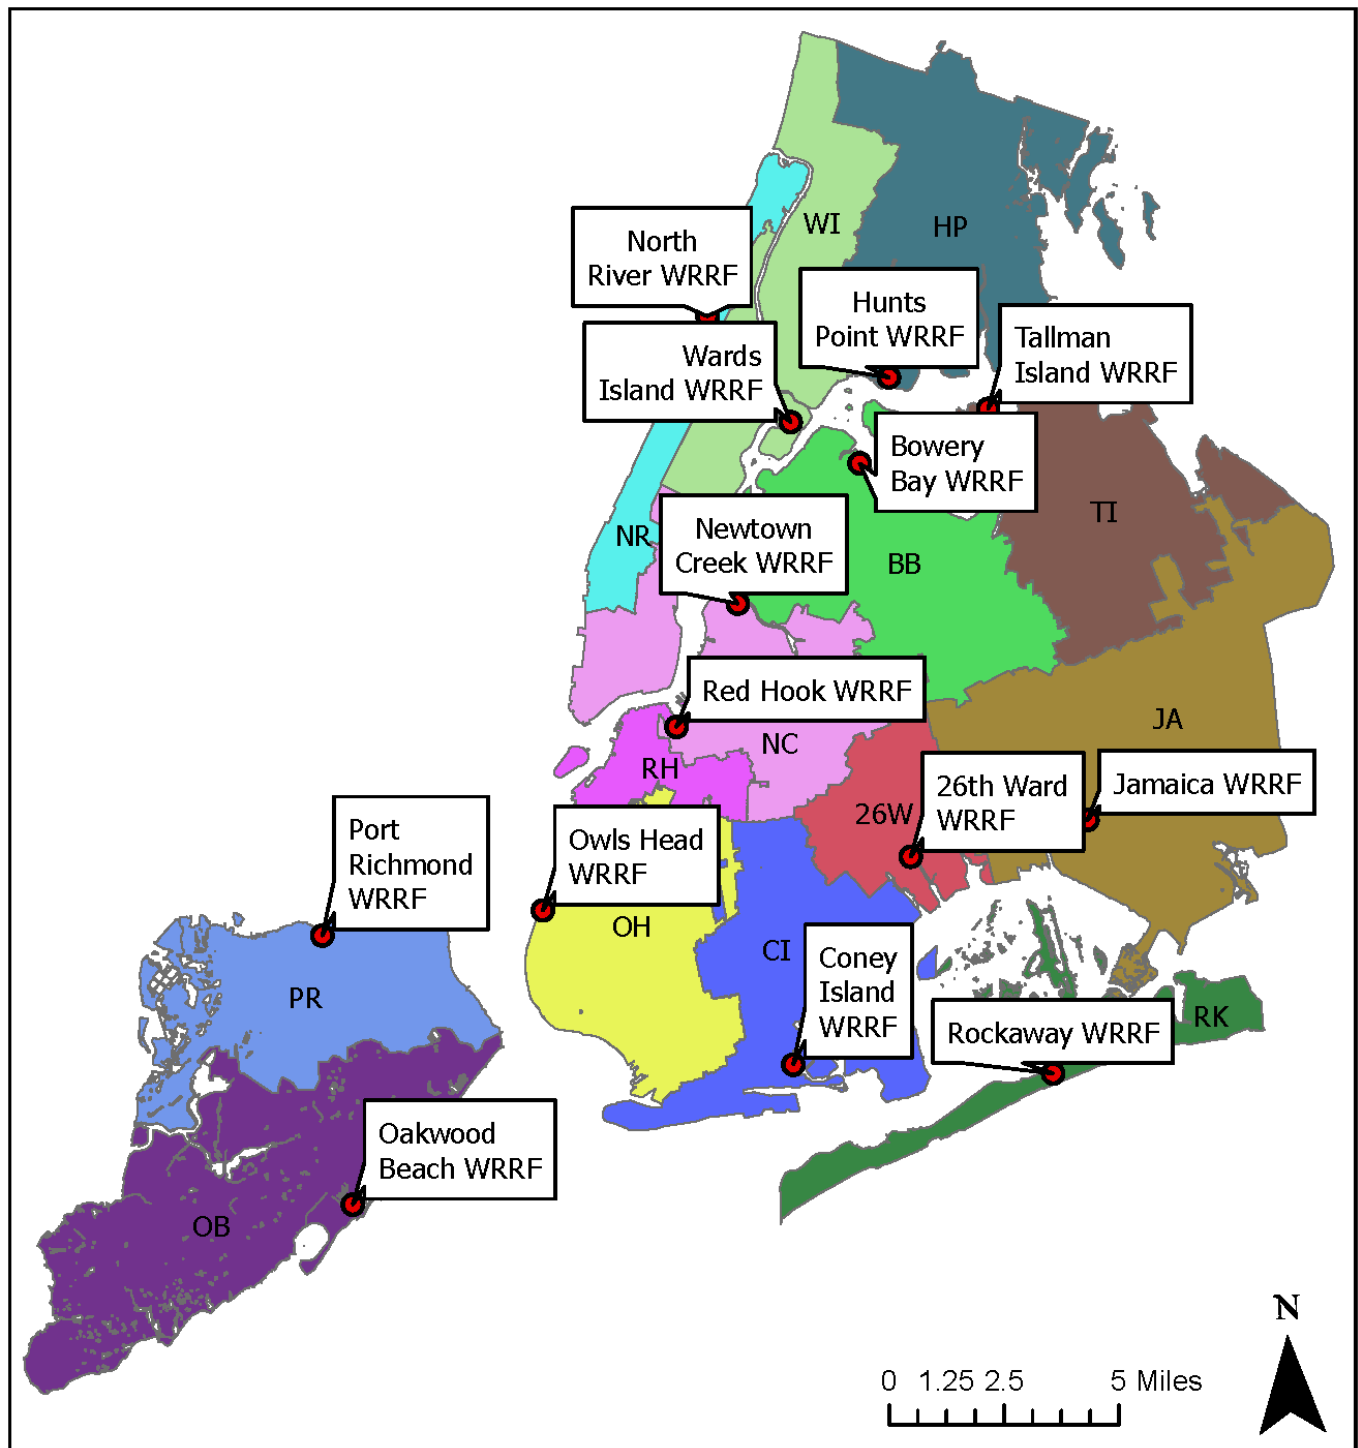 WI
HP
North
River WRRF
Hunts
Point WRRF
Tallman
Island WRRF
Wards
Island WRRF
Bowery
Bay WRRF
TI
Newtown
Creek WRRF
NR
BB
Red Hook WRRF
JA
NC
RH
26th Ward
WRRF
Jamaica WRRF
26W
Port
Richmond
WRRF
Owls Head
WRRF
OH
CI
Coney
Island
WRRF
PR
RK
Rockaway WRRF
Oakwood
Beach WRRF
OB
N
0 1.25 2.5 5 Miles